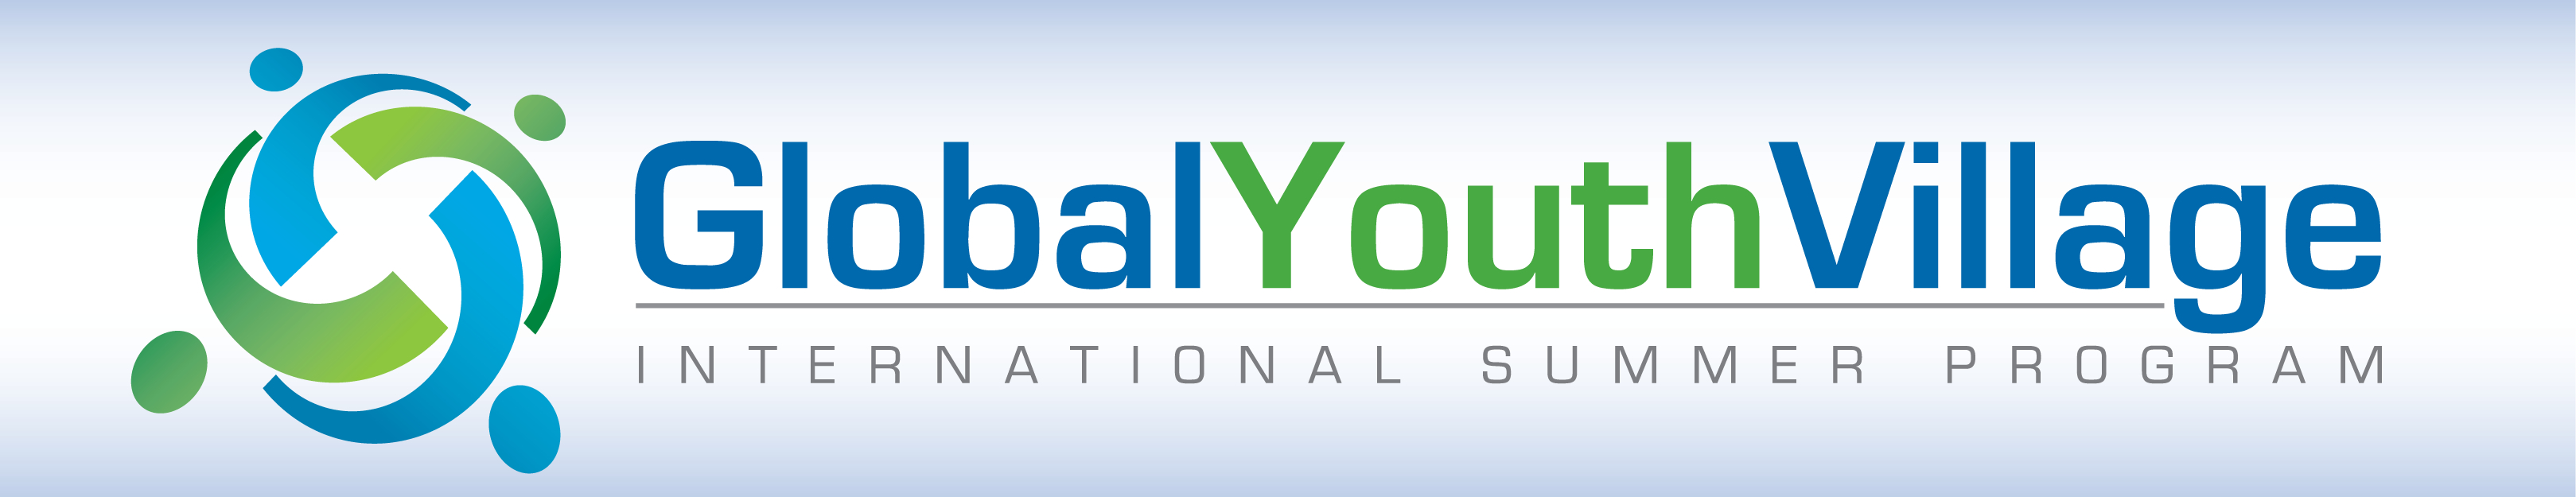 GlobalYouthVillage
INTERNATIONAL SUMMER PROGRAM